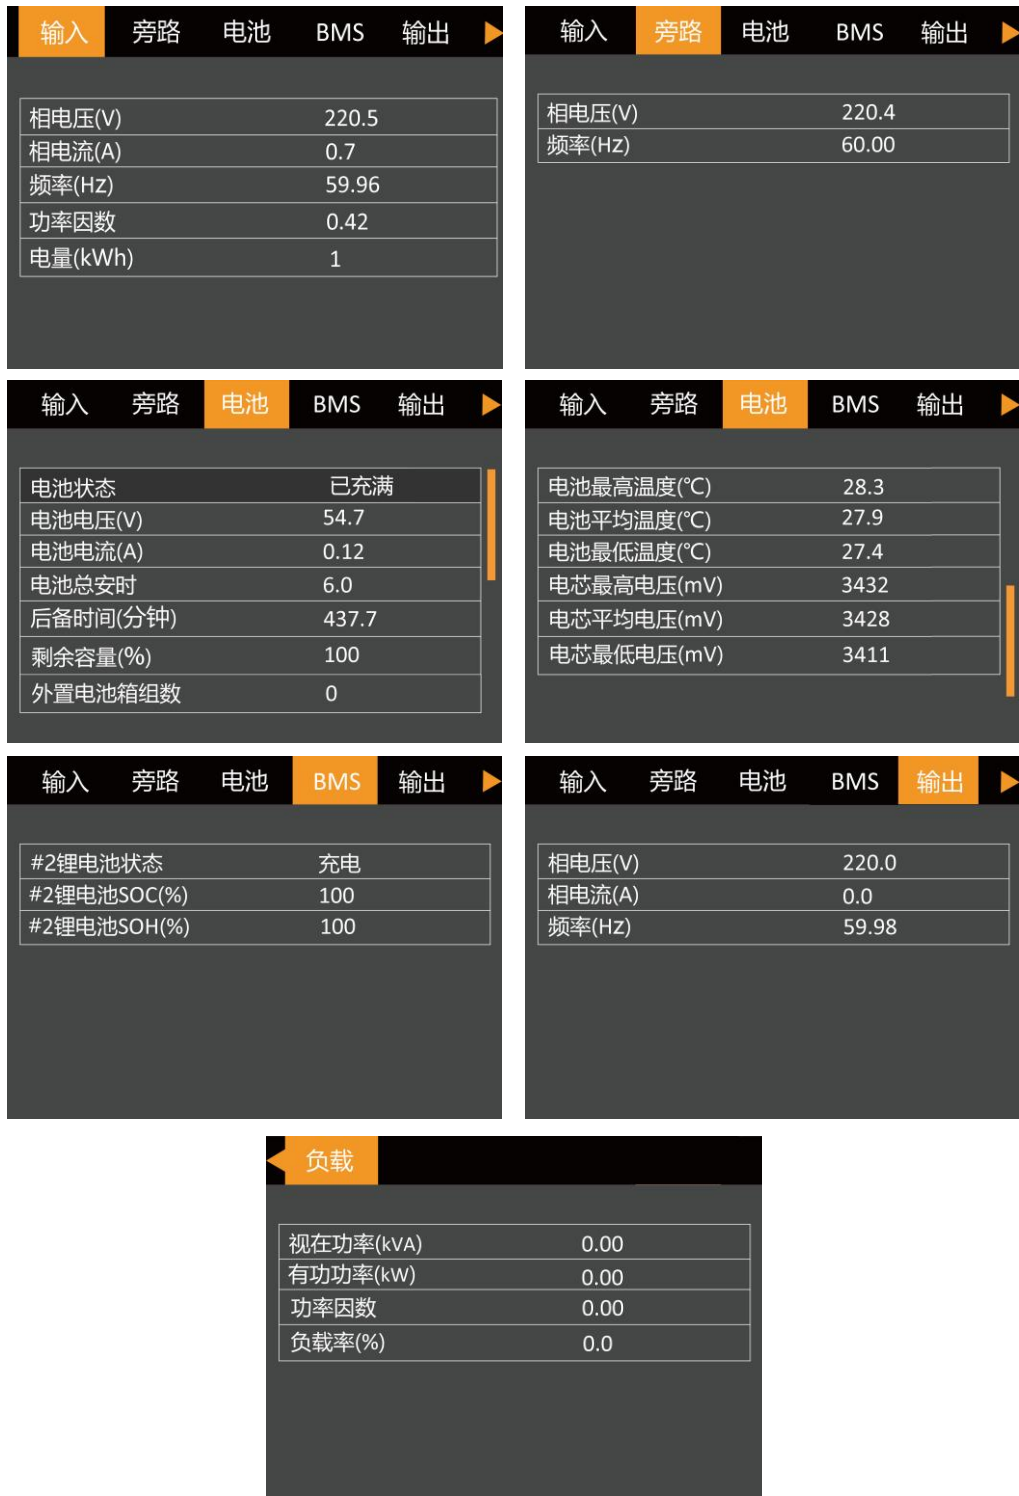 输入 旁路 电池 BMS 输出
相电压(V) 220.5
相电流(A) 0.7
频率(Hz) 59.96
功率因数 0.42
电量(kWh) 1
输入 旁路 电池 BMS 输出
相电压(V) 220.4
频率(Hz) 60.00
输入 旁路 电池 BMS 输出
电池状态 已充满
电池电压(V) 54.7
电池电流(A) 0.12
电池总安时 6.0
后备时间(分钟) 437.7
剩余容量(%) 100
外置电池箱组数 0
输入 旁路 电池 BMS 输出
电池最高温度(℃) 28.3
电池平均温度(℃) 27.9
电池最低温度(℃) 27.4
电芯最高电压(mV) 3432
电芯平均电压(mV) 3428
电芯最低电压(mV) 3411
输入 旁路 电池 BMS 输出
#2锂电池状态 充电
#2锂电池SOC(%) 100
#2锂电池SOH(%) 100
输入 旁路 电池 BMS 输出
相电压(V) 220.0
相电流(A) 0.0
频率(Hz) 59.98
负载
视在功率(kVA) 0.00
有功功率(kW) 0.00
功率因数 0.00
负载率(%) 0.0